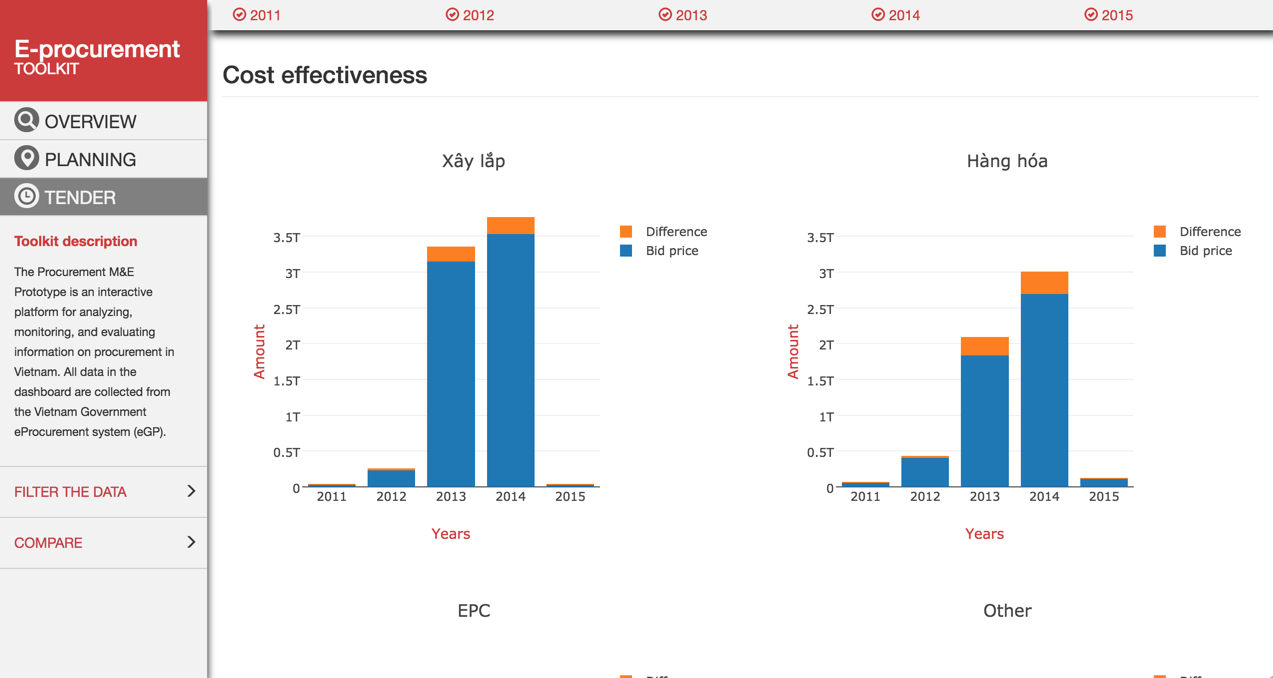 E-procurement
TOOLKIT
OVERVIEW
PLANNING
TENDER
Toolkit description
The Procurement M&E
Prototype is an interactive
platform for analyzing,
monitoring, and evaluating
information on procurement in
Vietnam. All data in the
dashboard are collected from
the Vietnam Government
eProcurement system (eGP).
FILTER THE DATA
COMPARE
2011 2012 2013 2014 2015
Cost effectiveness
Xây lắp
Difference
Bid price
3.5T
3T
2.5T
2T
1.5T
1T
0.5T
0
Amount
2011 2012 2013 2014 2015
Years
Hàng hóa
Difference
Bid price
3.5T
3T
2.5T
2T
1.5T
1T
0.5T
0
Amount
2011 2012 2013 2014 2015
Years
EPC
Other